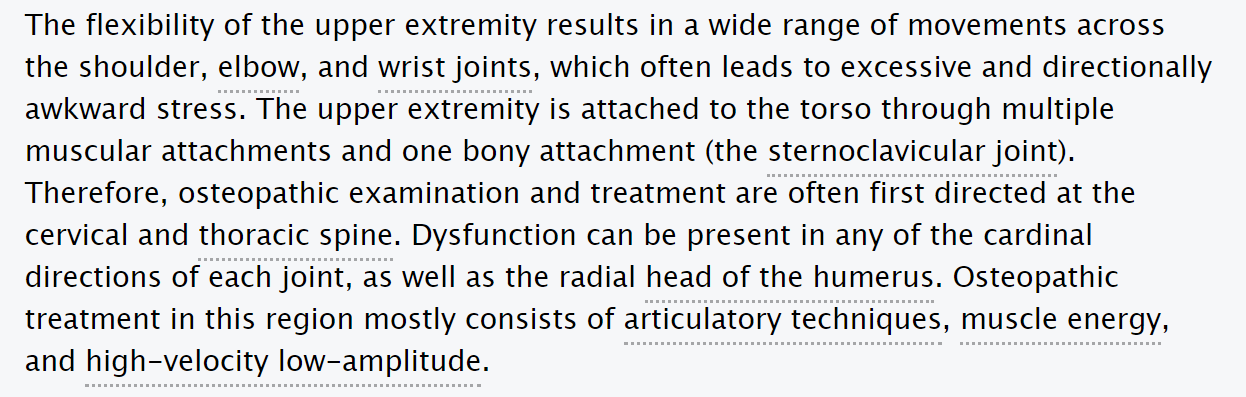 The flexibility of the upper extremity results in a wide range of movements across
the shoulder, elbow, and wrist joints, which often leads to excessive and directionally
awkward stress. The upper extremity is attached to the torso through multiple
muscular attachments and one bony attachment (the sternoclavicular joint).
Therefore, osteopathic examination and treatment are often first directed at the
cervical and thoracic spine. Dysfunction can be present in any of the cardinal
directions of each joint, as well as the radial head of the humerus. Osteopathic
treatment in this region mostly consists of articulatory techniques, muscle energy,
and high-velocity low-amplitude.